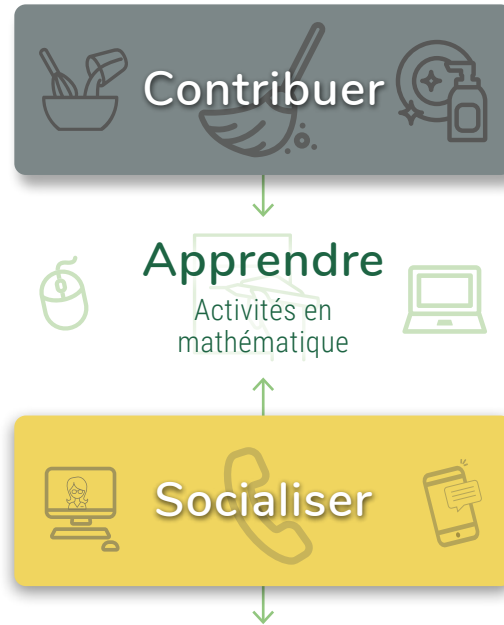 Contribuer
Apprendre
Activités en
mathématique
Socialiser